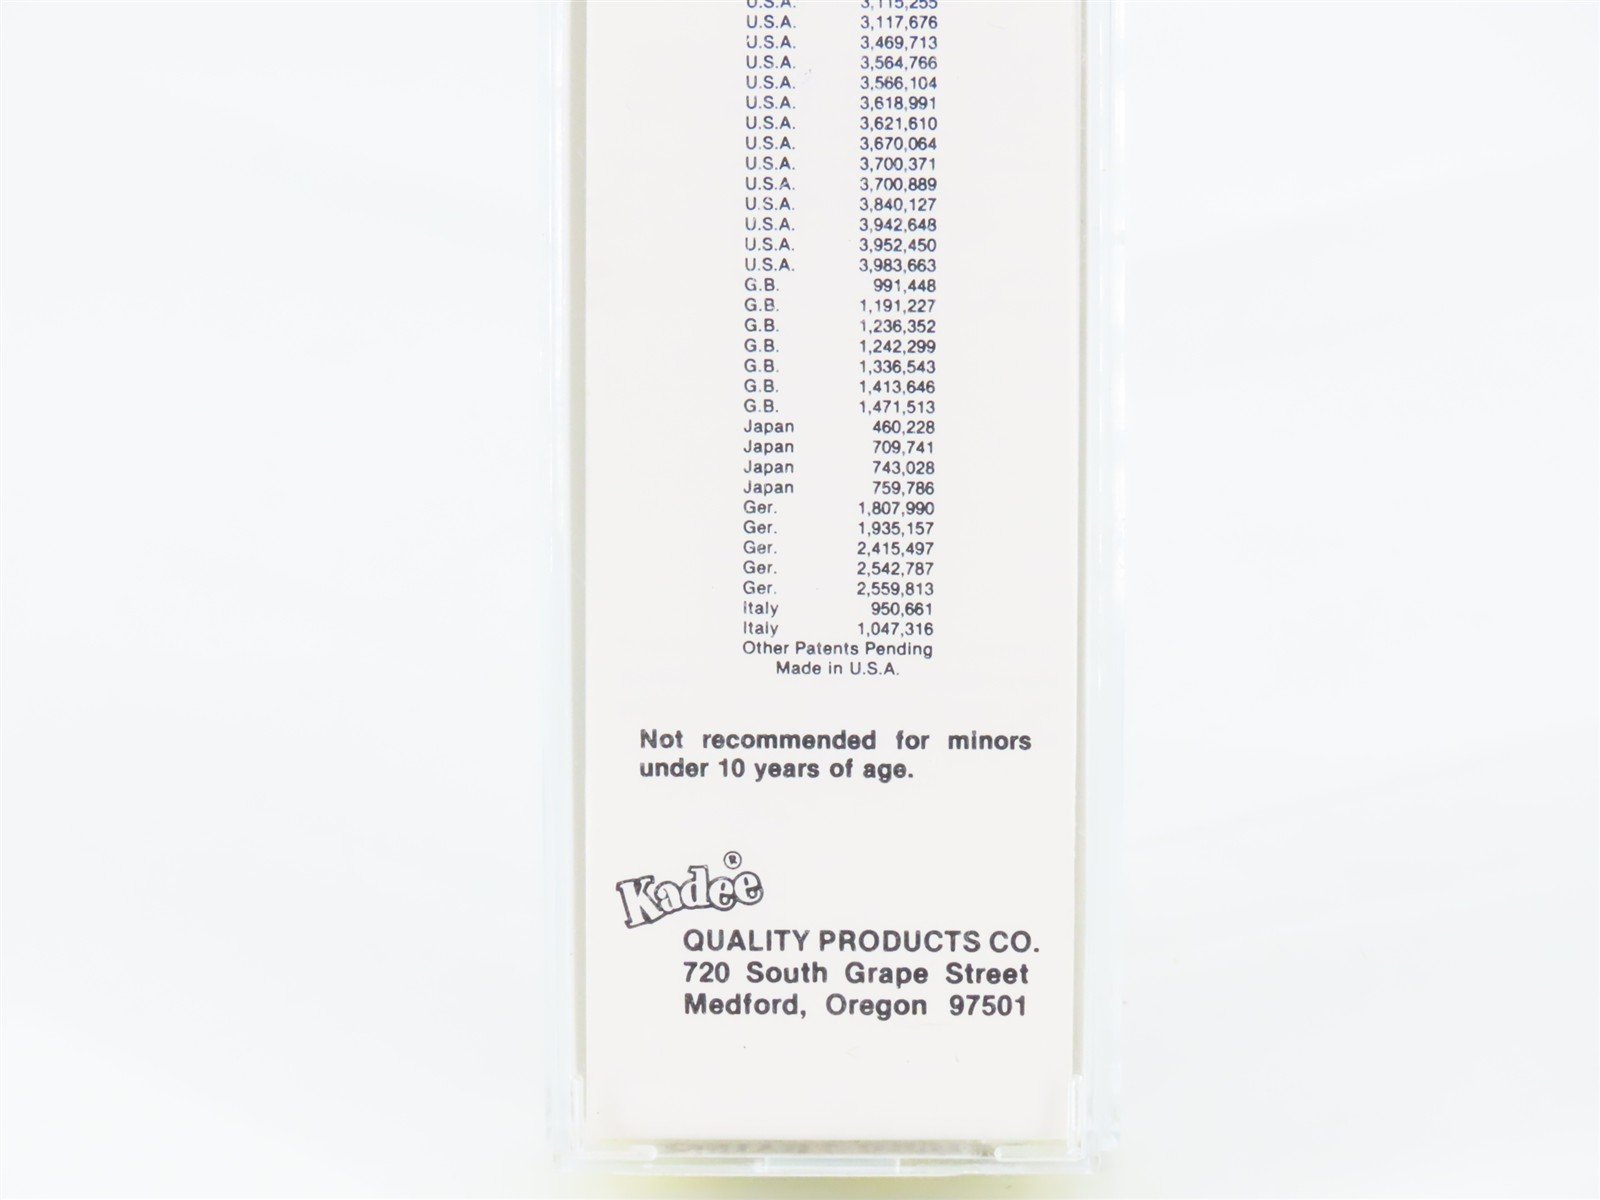 U.S.A. 3,115,255
U.S.A. 3,117,676
U.S.A. 3,469,713
U.S.A. 3,564,766
U.S.A. 3,566,104
U.S.A. 3,618,991
U.S.A. 3,621,610
U.S.A. 3,670,064
U.S.A. 3,700,371
U.S.A. 3,700,889
U.S.A. 3,840,127
U.S.A. 3,942,648
U.S.A. 3,952,450
U.S.A. 3,983,663
G.B. 991,448
G.B. 1,191,227
G.B. 1,236,352
G.B. 1,242,299
G.B. 1,336,543
G.B. 1,413,646
G.B. 1,471,513
Japan 460,228
Japan 709,741
Japan 743,028
Japan 759,786
Ger. 1,807,990
Ger. 1,935,157
Ger. 2,415,497
Ger. 2,542,787
Ger. 2,559,813
Italy 950,661
Italy 1,047,316
Other Patents Pending
Made in U.S.A.
Not recommended for minors
under 10 years of age.
Kadee®
QUALITY PRODUCTS CO.
720 South Grape Street
Medford, Oregon 97501